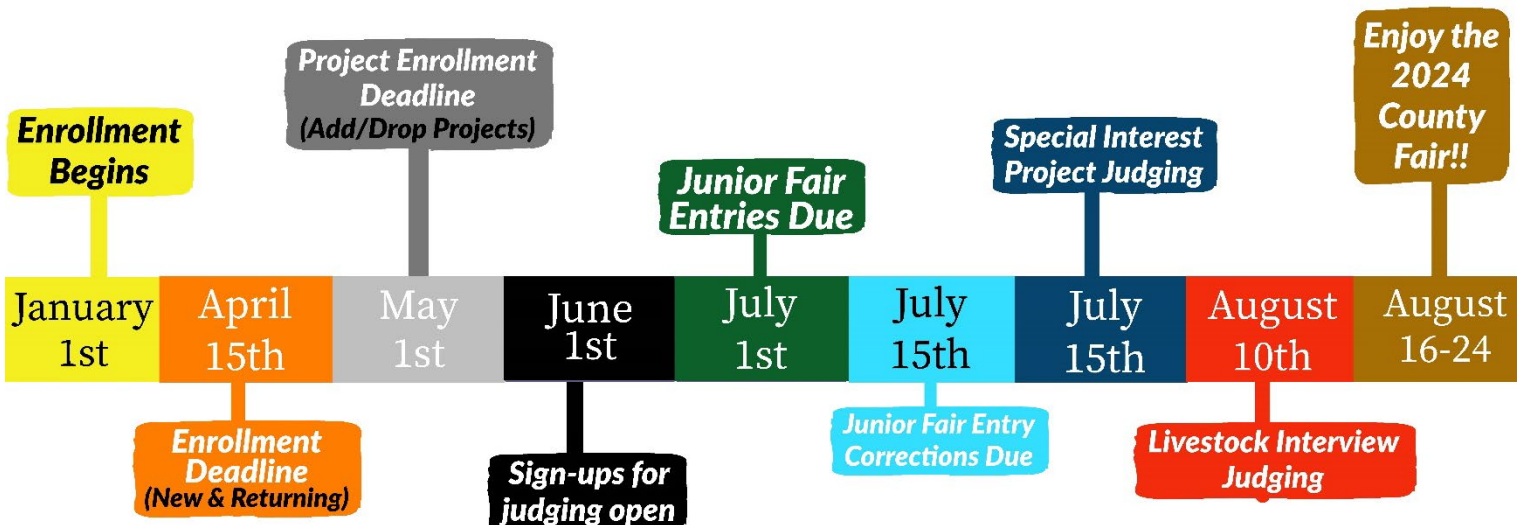 Enrollment
Begins
Project Enrollment
Deadline
(Add/Drop Projects)
Junior Fair
Entries Due
Special Interest
Project Judging
Enjoy the
2024
County
Fair!!
January
1st
April
15th
May
1st
June
1st
July
1st
July
15th
July
15th
August
10th
August
16-24
Enrollment
Deadline
(New & Returning)
Sign-ups for
judging open
Junior Fair Entry
Corrections Due
Livestock Interview
Judging